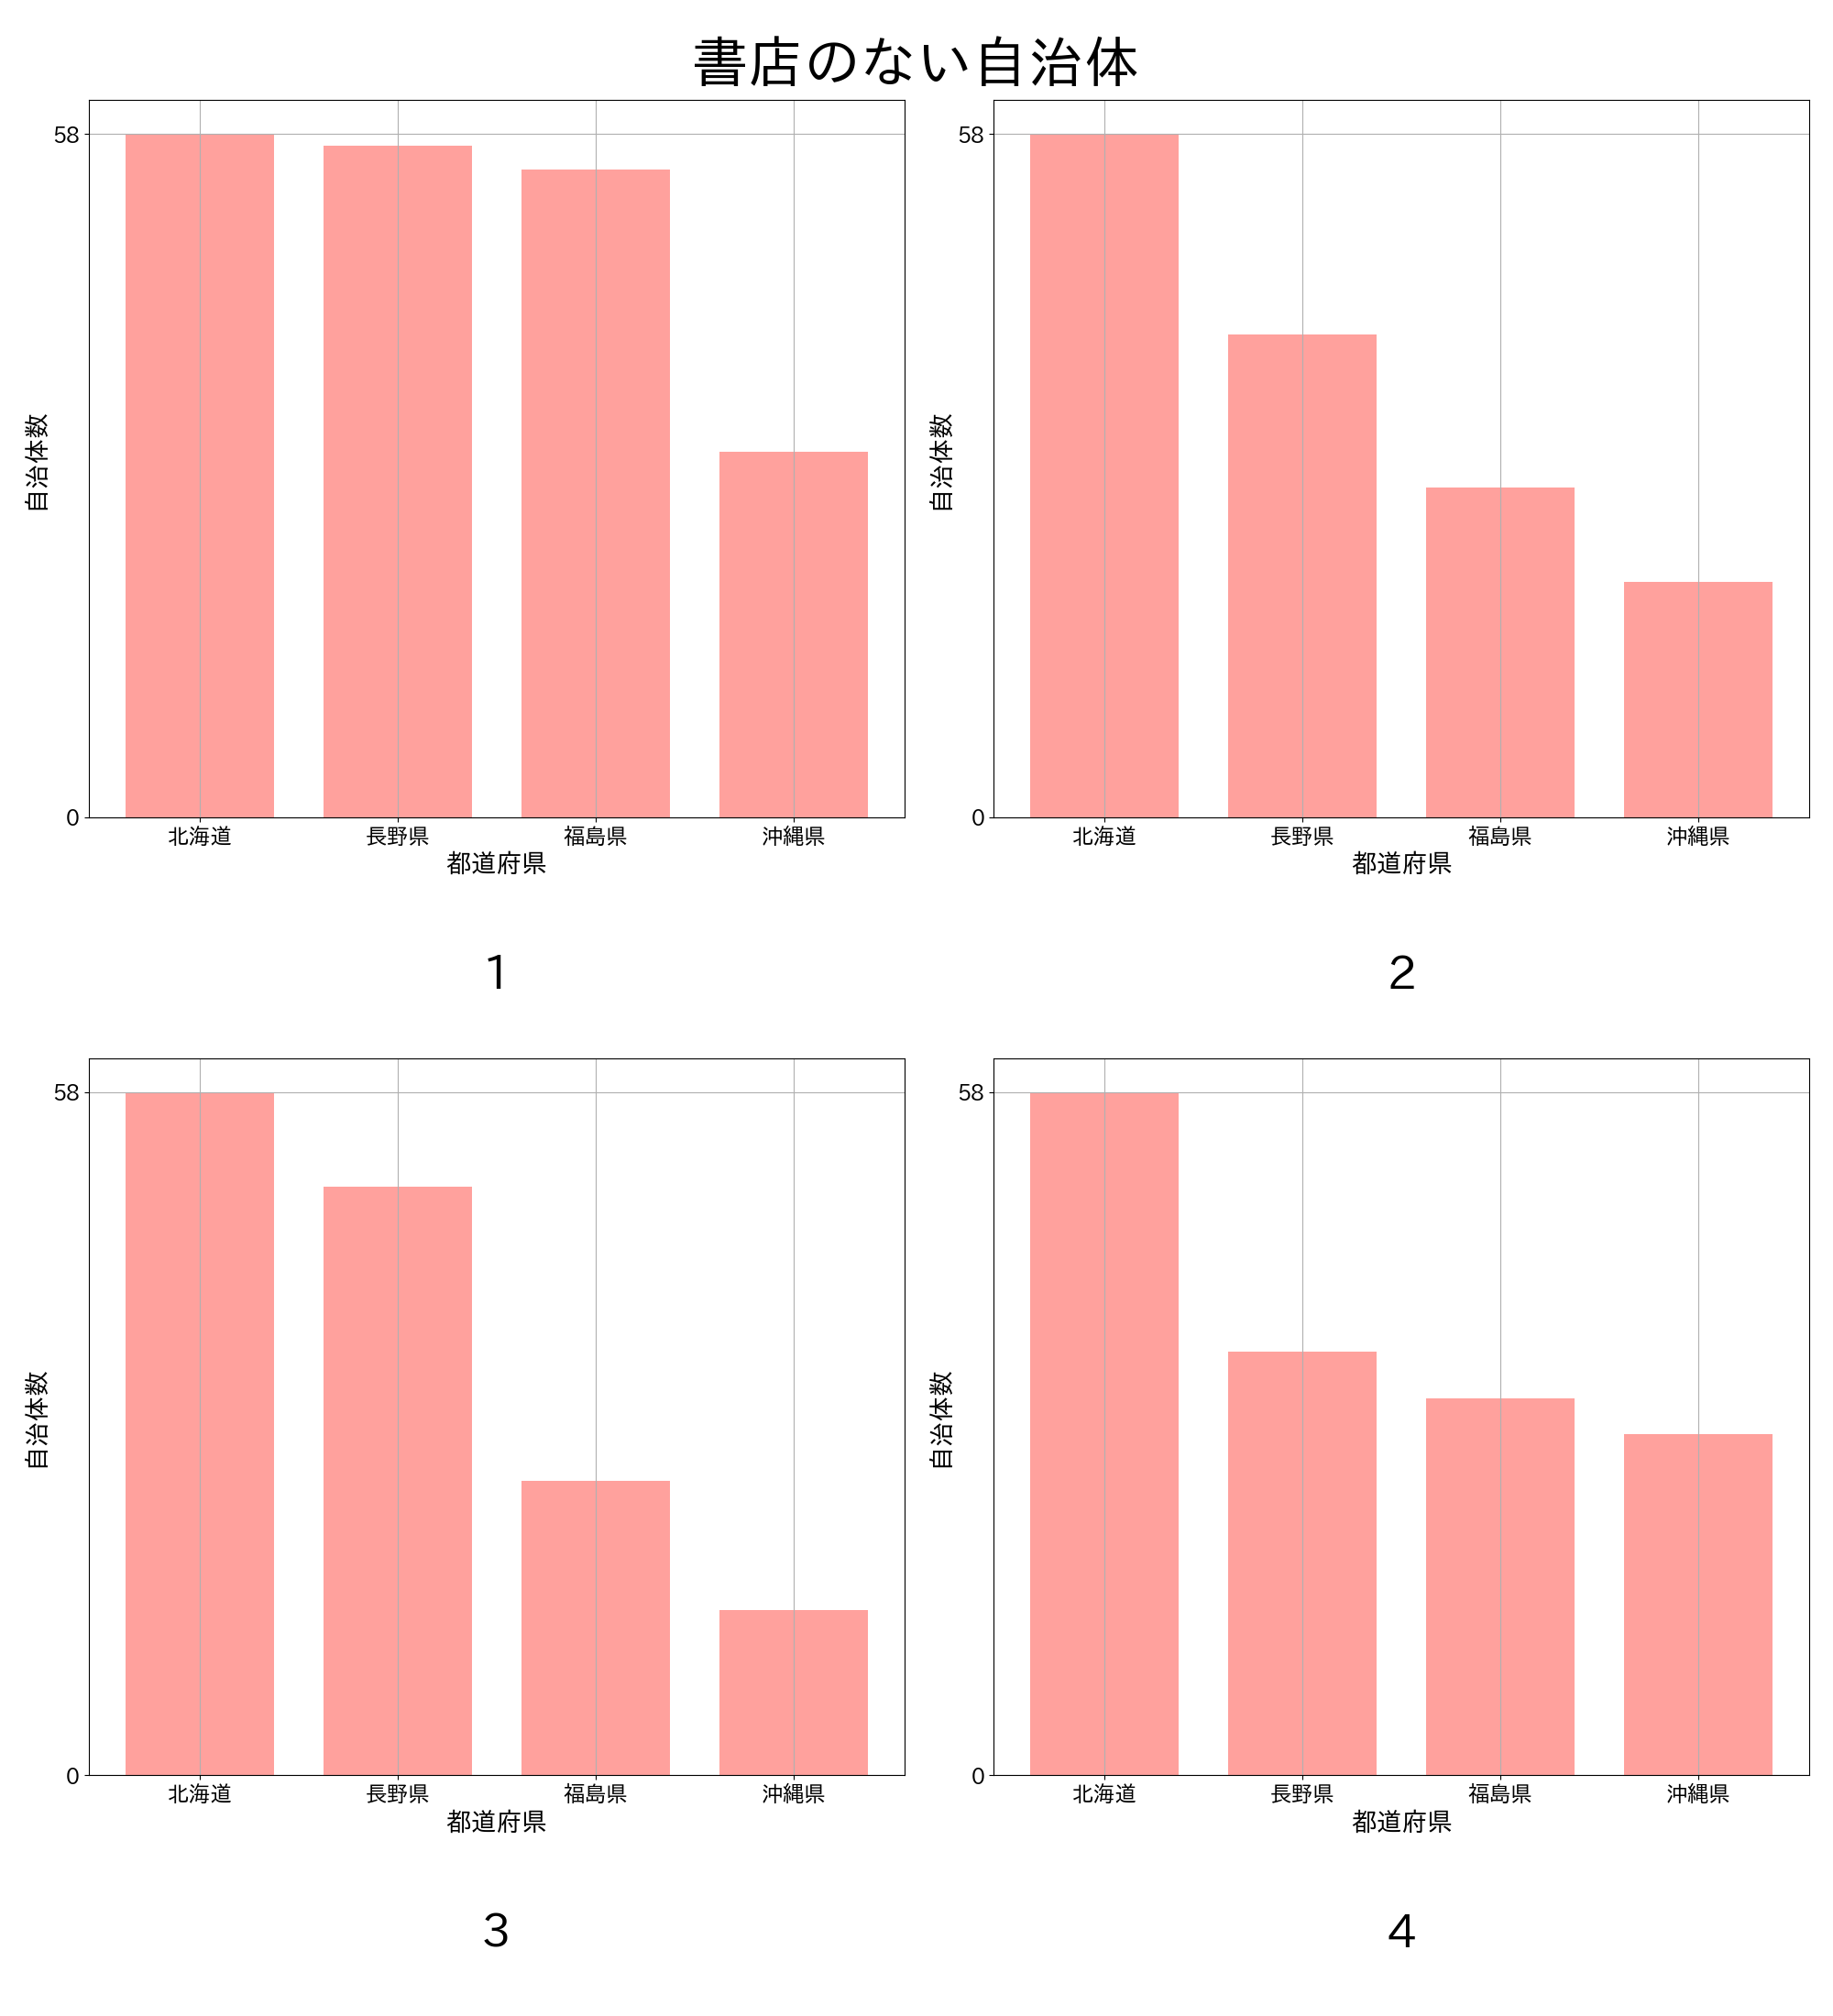 書店のない自治体
58
0
自治体数
北海道 長野県 福島県 沖縄県
都道府県
1
58
0
自治体数
北海道 長野県 福島県 沖縄県
都道府県
2
58
0
自治体数
北海道 長野県 福島県 沖縄県
都道府県
3
58
0
自治体数
北海道 長野県 福島県 沖縄県
都道府県
4